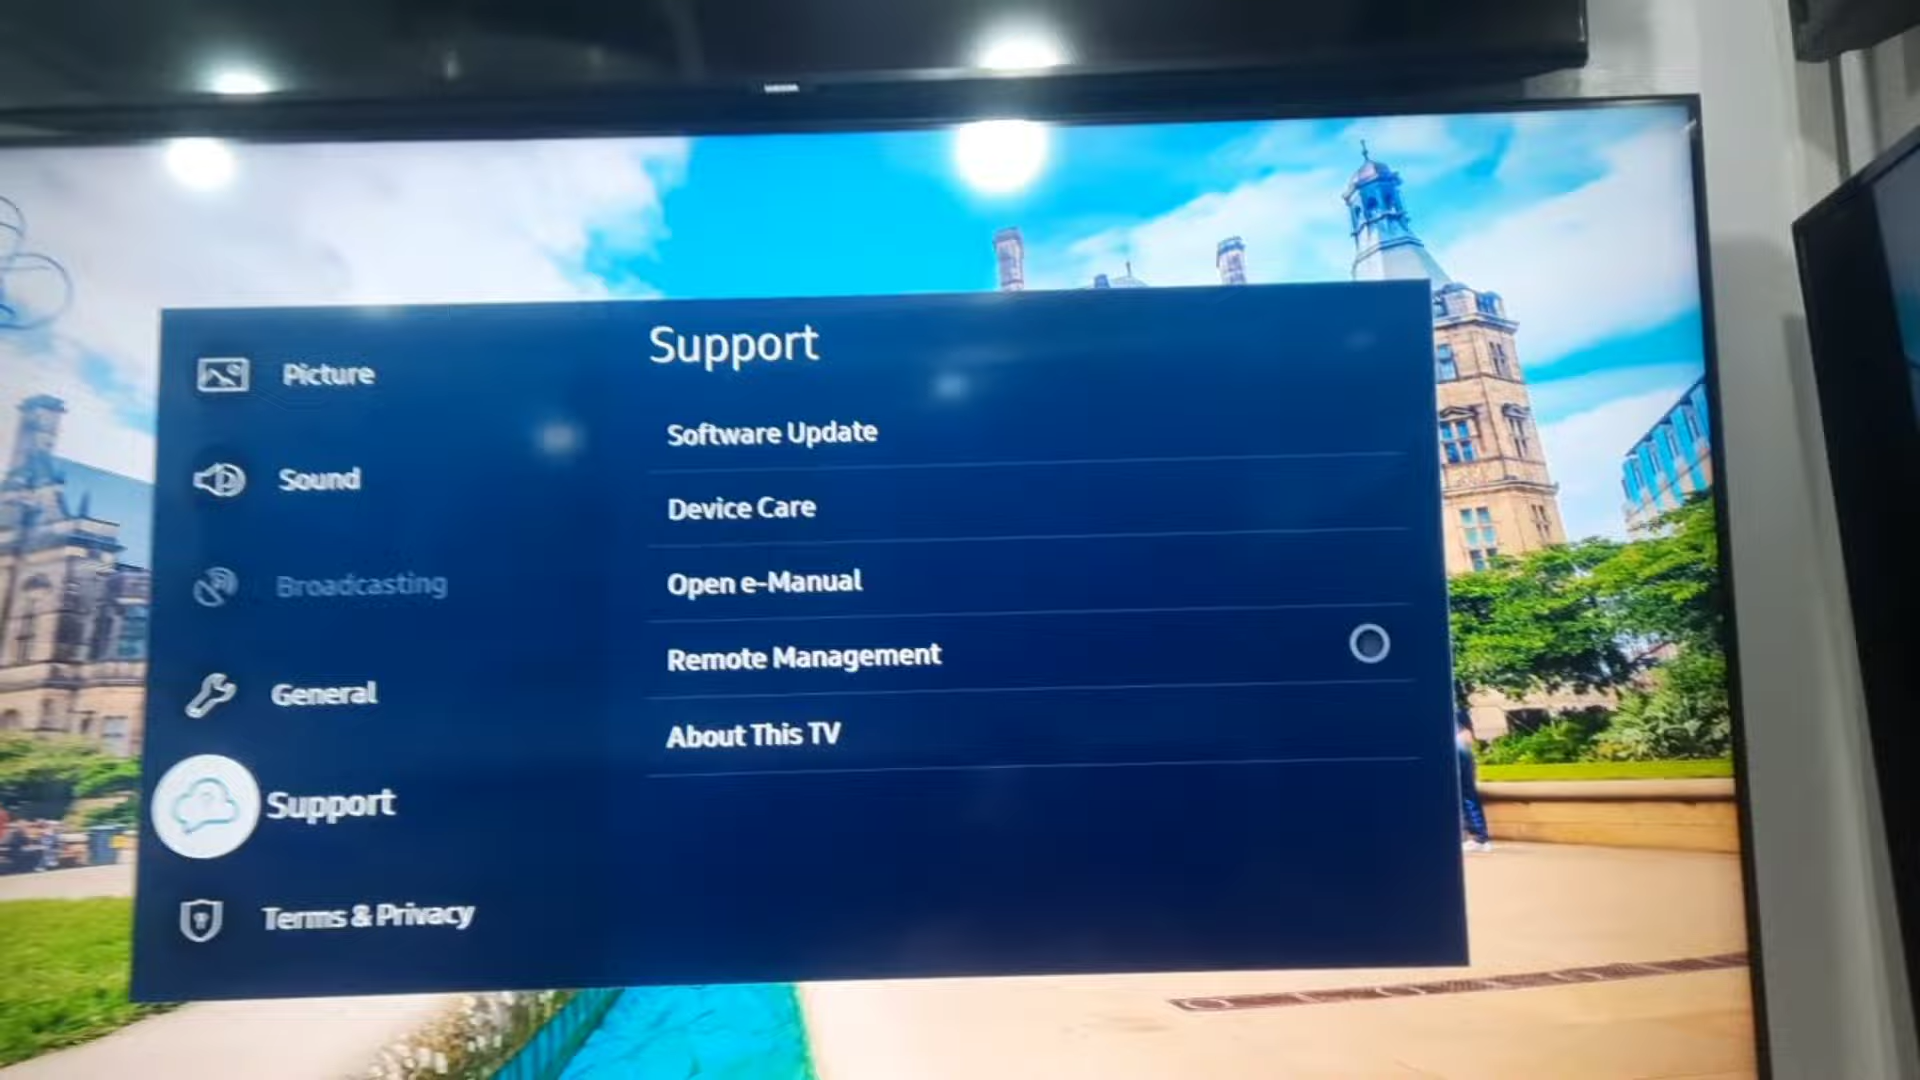 Picture
Sound
Broadcasting
General
Support
Terms & Privacy
Support
Software Update
Device Care
Open e-Manual
Remote Management
About This TV